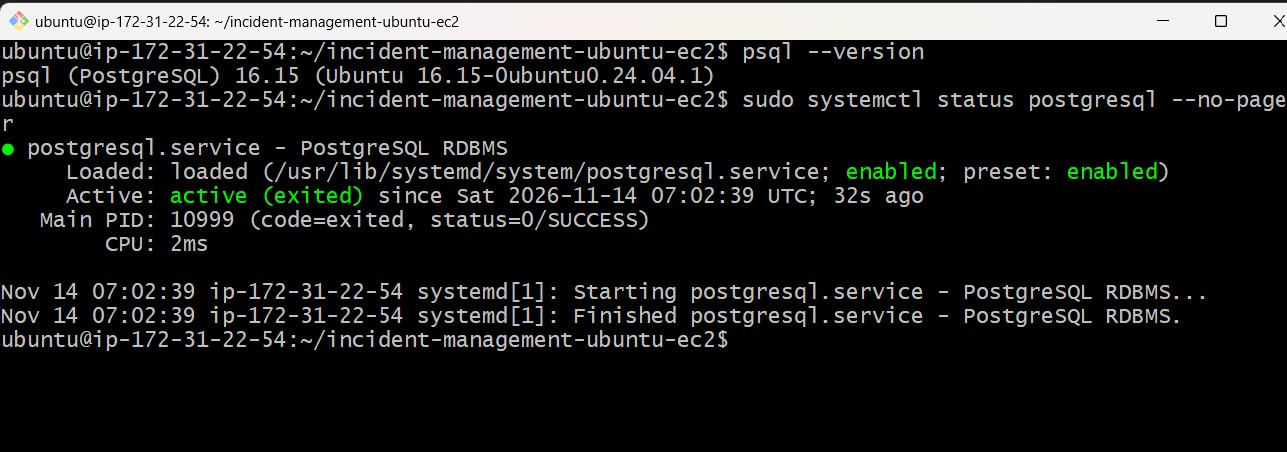 ubuntu@ip-172-31-22-54: ~/incident-management-ubuntu-ec2
ubuntu@ip-172-31-22-54:~/incident-management-ubuntu-ec2$ psql --version
psql (PostgreSQL) 16.15 (Ubuntu 16.15-0ubuntu0.24.04.1)
ubuntu@ip-172-31-22-54:~/incident-management-ubuntu-ec2$ sudo systemctl status postgresql --no-page
r
● postgresql.service - PostgreSQL RDBMS
     Loaded: loaded (/usr/lib/systemd/system/postgresql.service; enabled; preset: enabled)
     Active: active (exited) since Sat 2026-11-14 07:02:39 UTC; 32s ago
   Main PID: 10999 (code=exited, status=0/SUCCESS)
        CPU: 2ms

Nov 14 07:02:39 ip-172-31-22-54 systemd[1]: Starting postgresql.service - PostgreSQL RDBMS...
Nov 14 07:02:39 ip-172-31-22-54 systemd[1]: Finished postgresql.service - PostgreSQL RDBMS.
ubuntu@ip-172-31-22-54:~/incident-management-ubuntu-ec2$